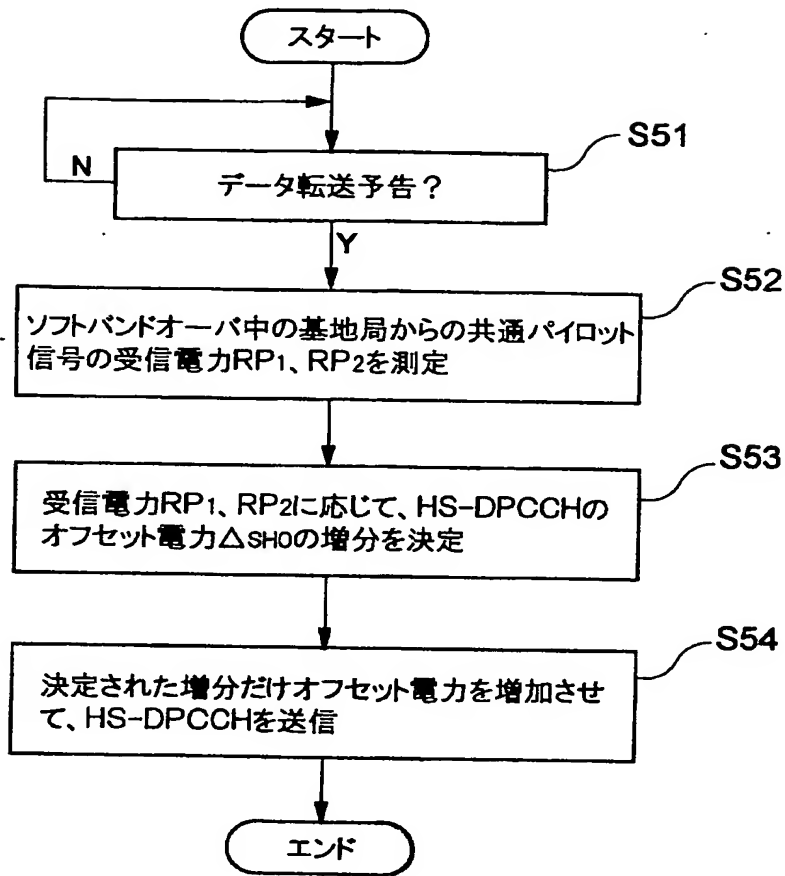 スタート
S51
N
データ転送予告？
Y
S52
ソフトバンドオーバ中の基地局からの共通パイロット
信号の受信電力RP1、RP2を測定
S53
受信電力RP1、RP2に応じて、HS-DPCCHの
オフセット電力△SHOの増分を決定
S54
決定された増分だけオフセット電力を増加させ
て、HS-DPCCHを送信
エンド